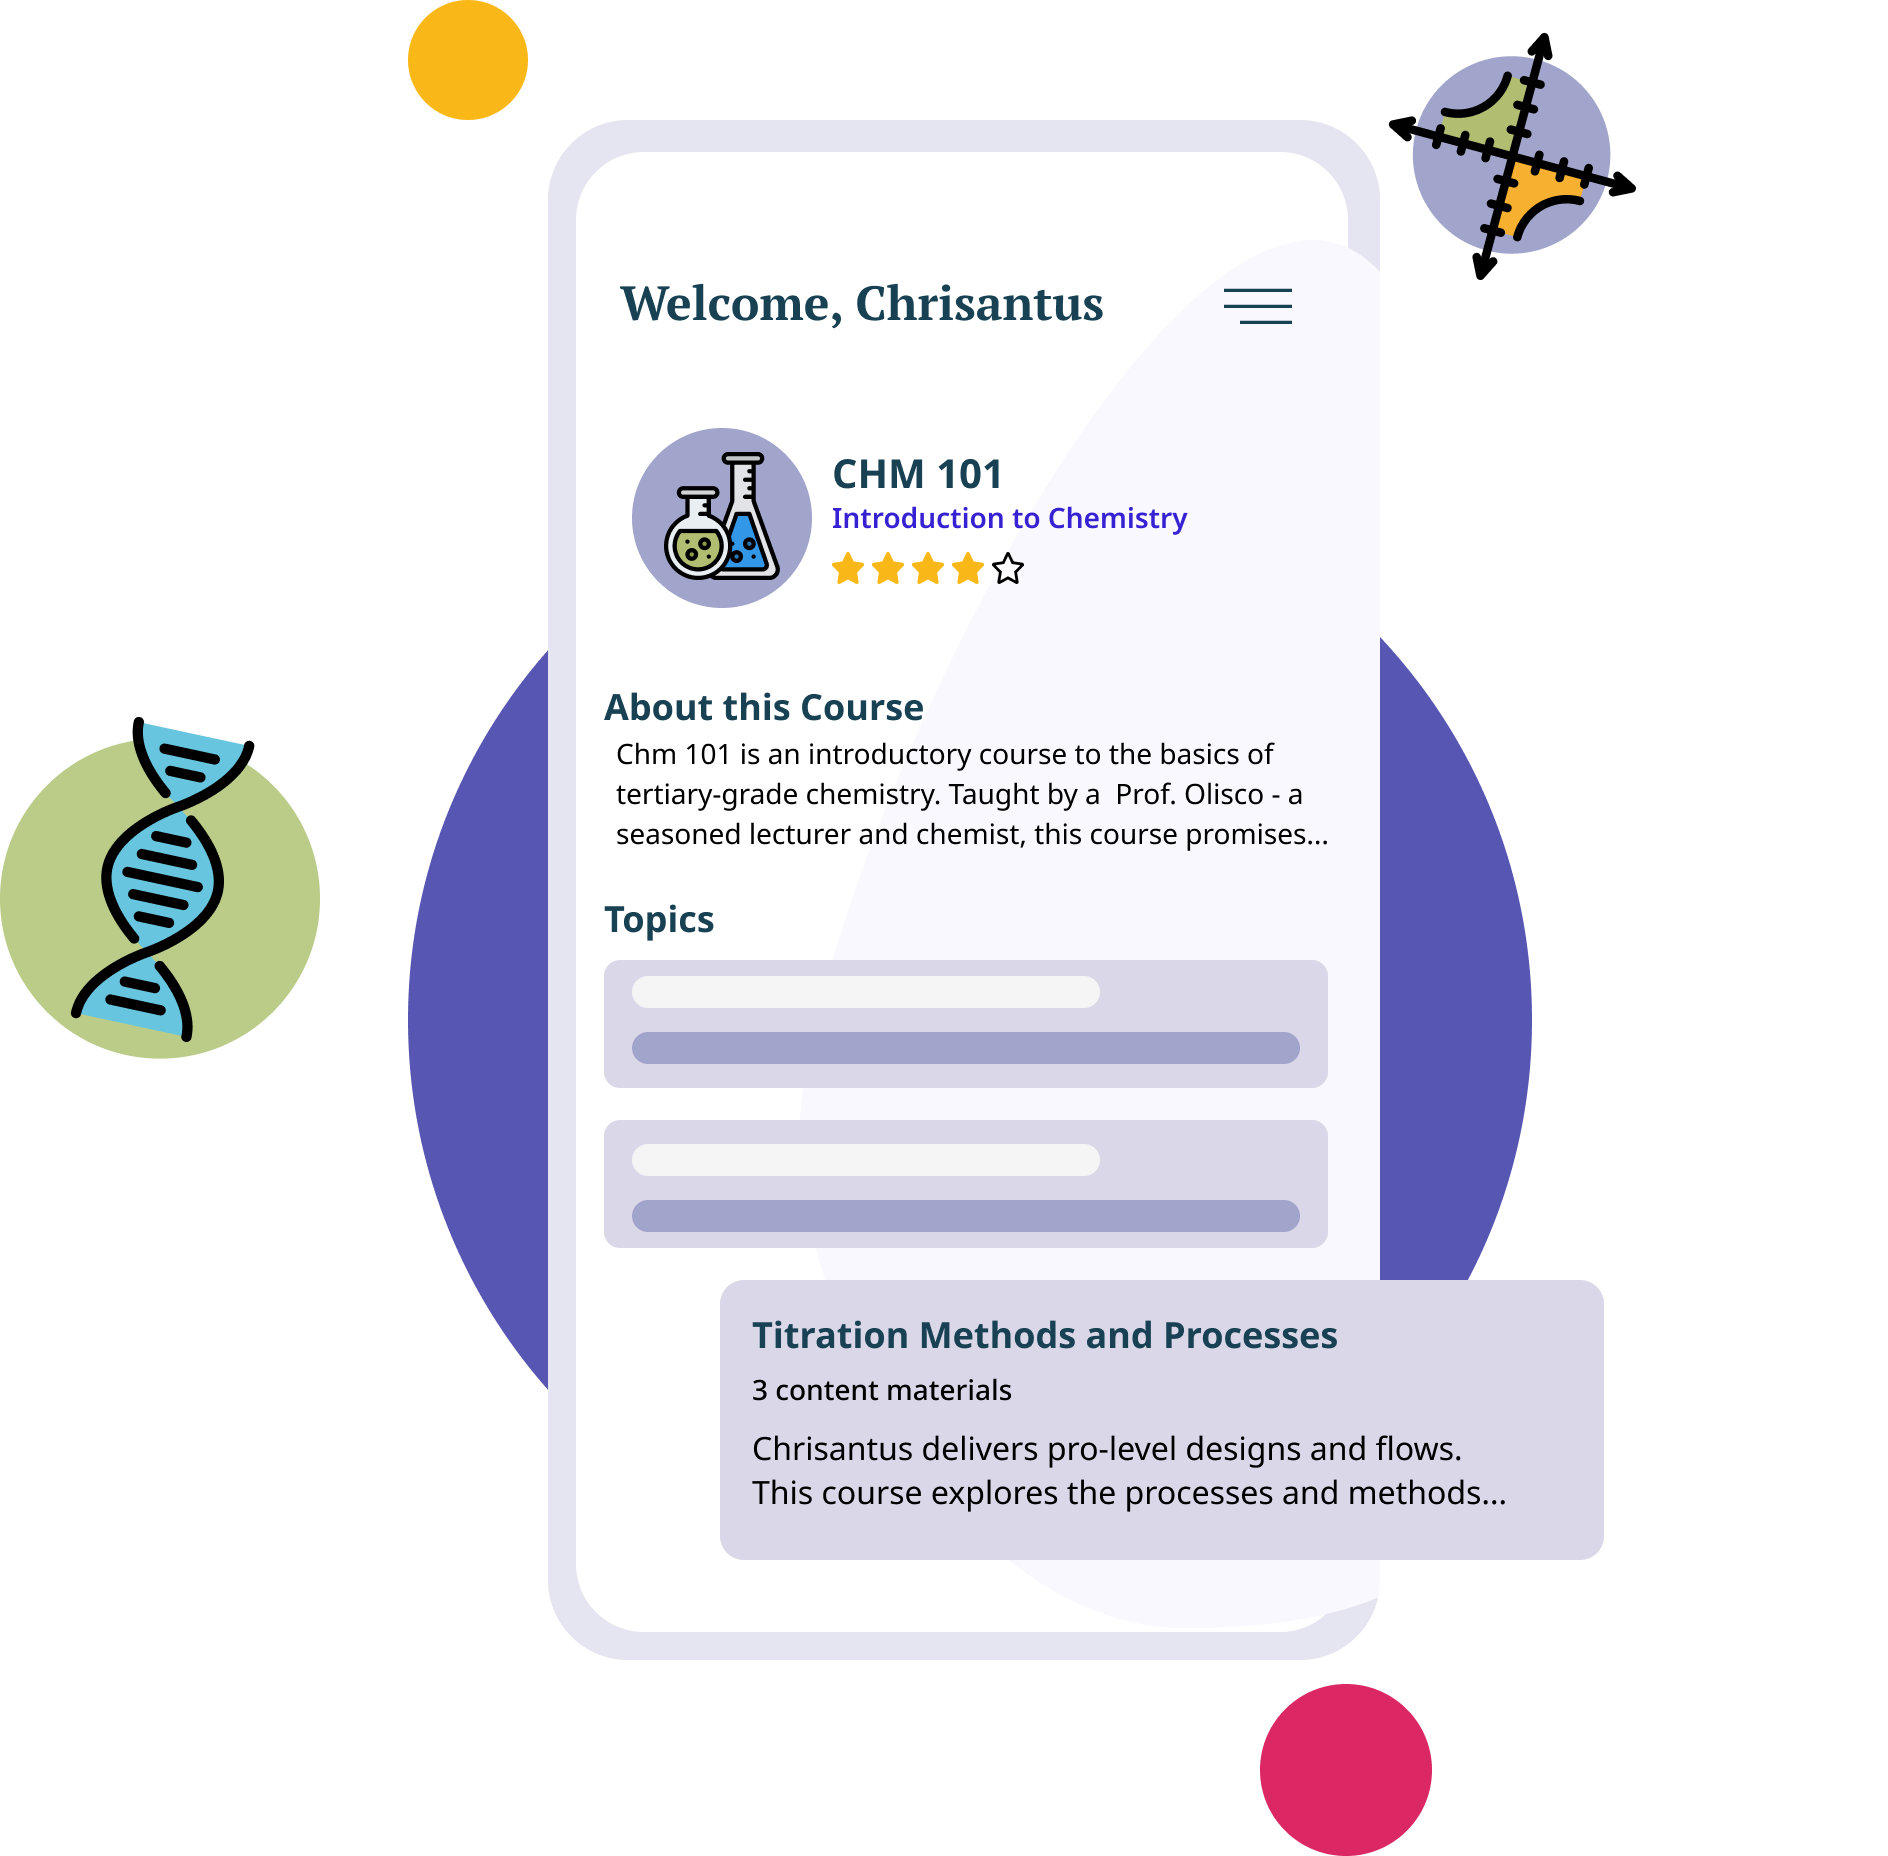 Welcome, Chrisantus
CHM 101
Introduction to Chemistry
About this Course
Chm 101 is an introductory course to the basics of
tertiary-grade chemistry. Taught by a  Prof. Olisco - a
seasoned lecturer and chemist, this course promises...
Topics
Titration Methods and Processes
3 content materials
Chrisantus delivers pro-level designs and flows.
This course explores the processes and methods...